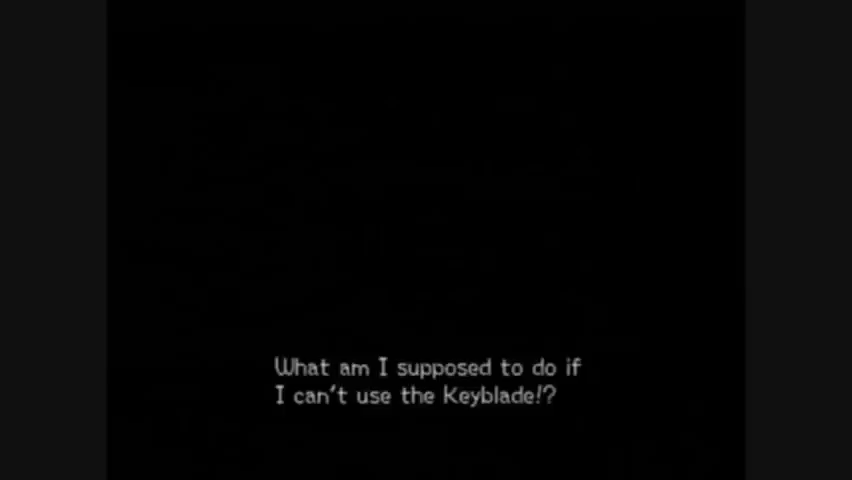 What am I supposed to do if
I can't use the Keyblade!?